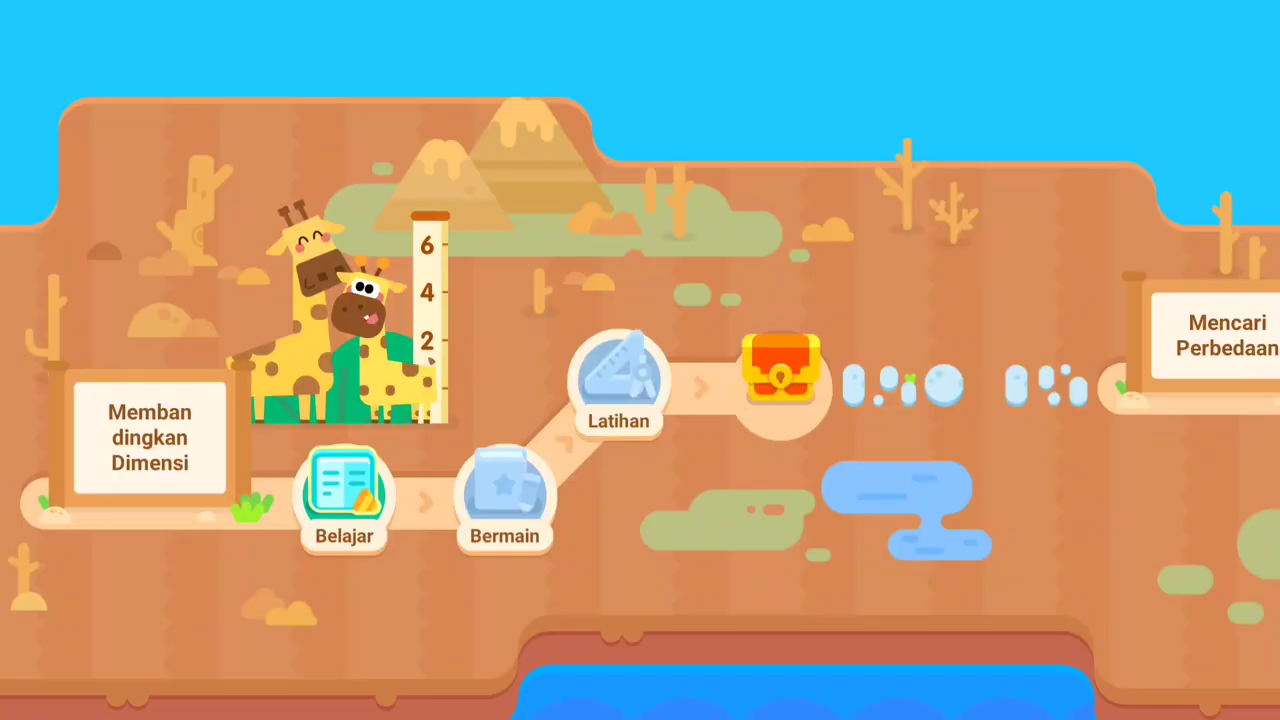 6
4
2
Memban
dingkan
Dimensi
Belajar
Bermain
Latihan
Mencari
Perbedaan